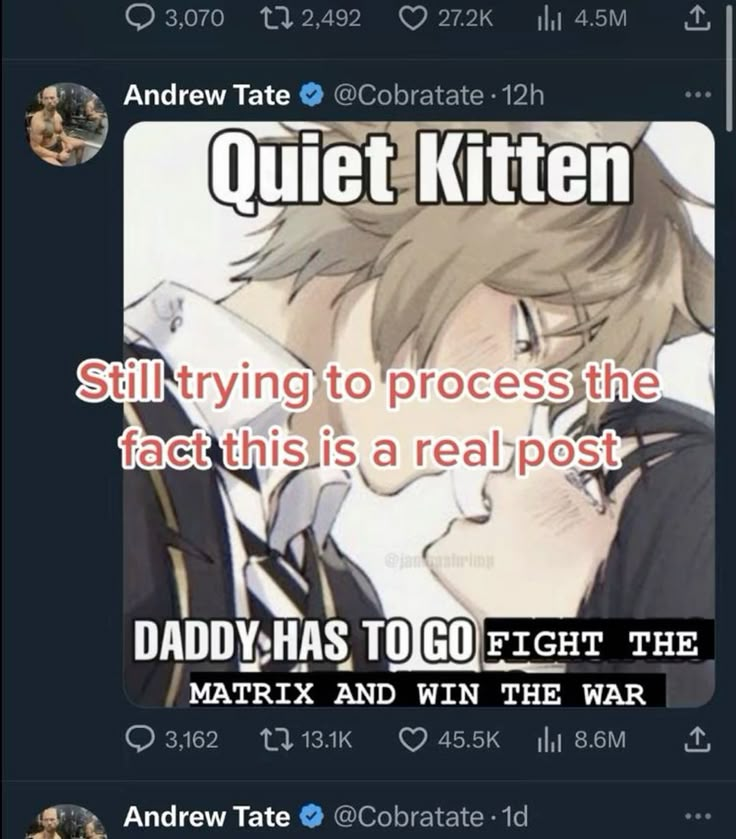 3,070 2,492 27.2K 4.5M
Andrew Tate @Cobratate · 12h
Quiet Kitten
Still trying to process the
fact this is a real post
DADDY HAS TO GO FIGHT THE
MATRIX AND WIN THE WAR
3,162 13.1K 45.5K 8.6M
Andrew Tate @Cobratate · 1d